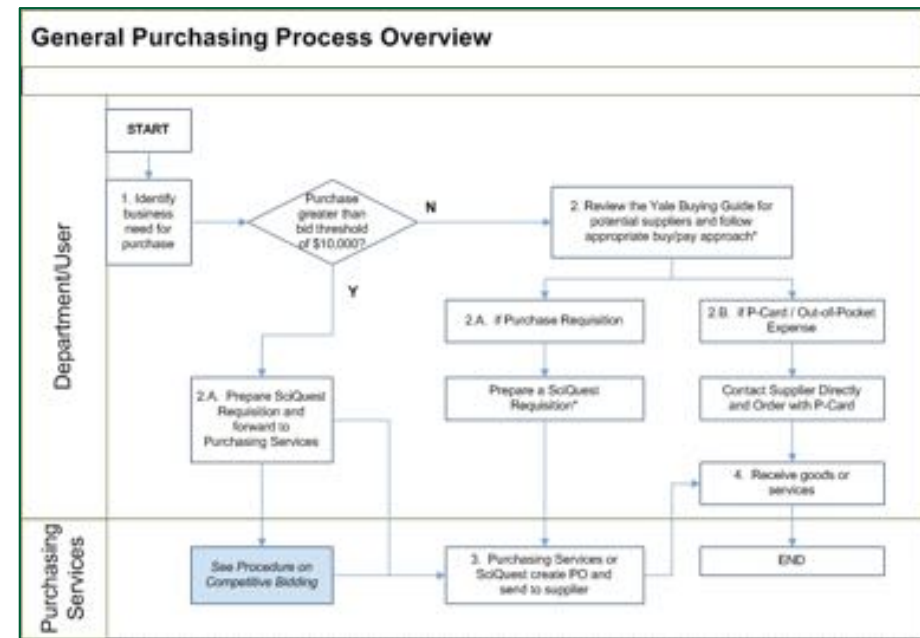 General Purchasing Process Overview
Department/User
START
1. Identify
business
need for
purchase
Purchase
greater than
bid threshold
of $10,000?
N
Y
2. Review the Yale Buying Guide for
potential suppliers and follow
appropriate buy/pay approach*
2.A. if Purchase Requisition
2.B. if P-Card / Out-of-Pocket
Expense
2.A. Prepare SciQuest
Requisition and
forward to
Purchasing Services
Prepare a SciQuest
Requisition*
Contact Supplier Directly
and Order with P-Card
4. Receive goods or
services
Purchasing
Services
See Procedure on
Competitive Bidding
3. Purchasing Services or
SciQuest create PO and
send to supplier
END